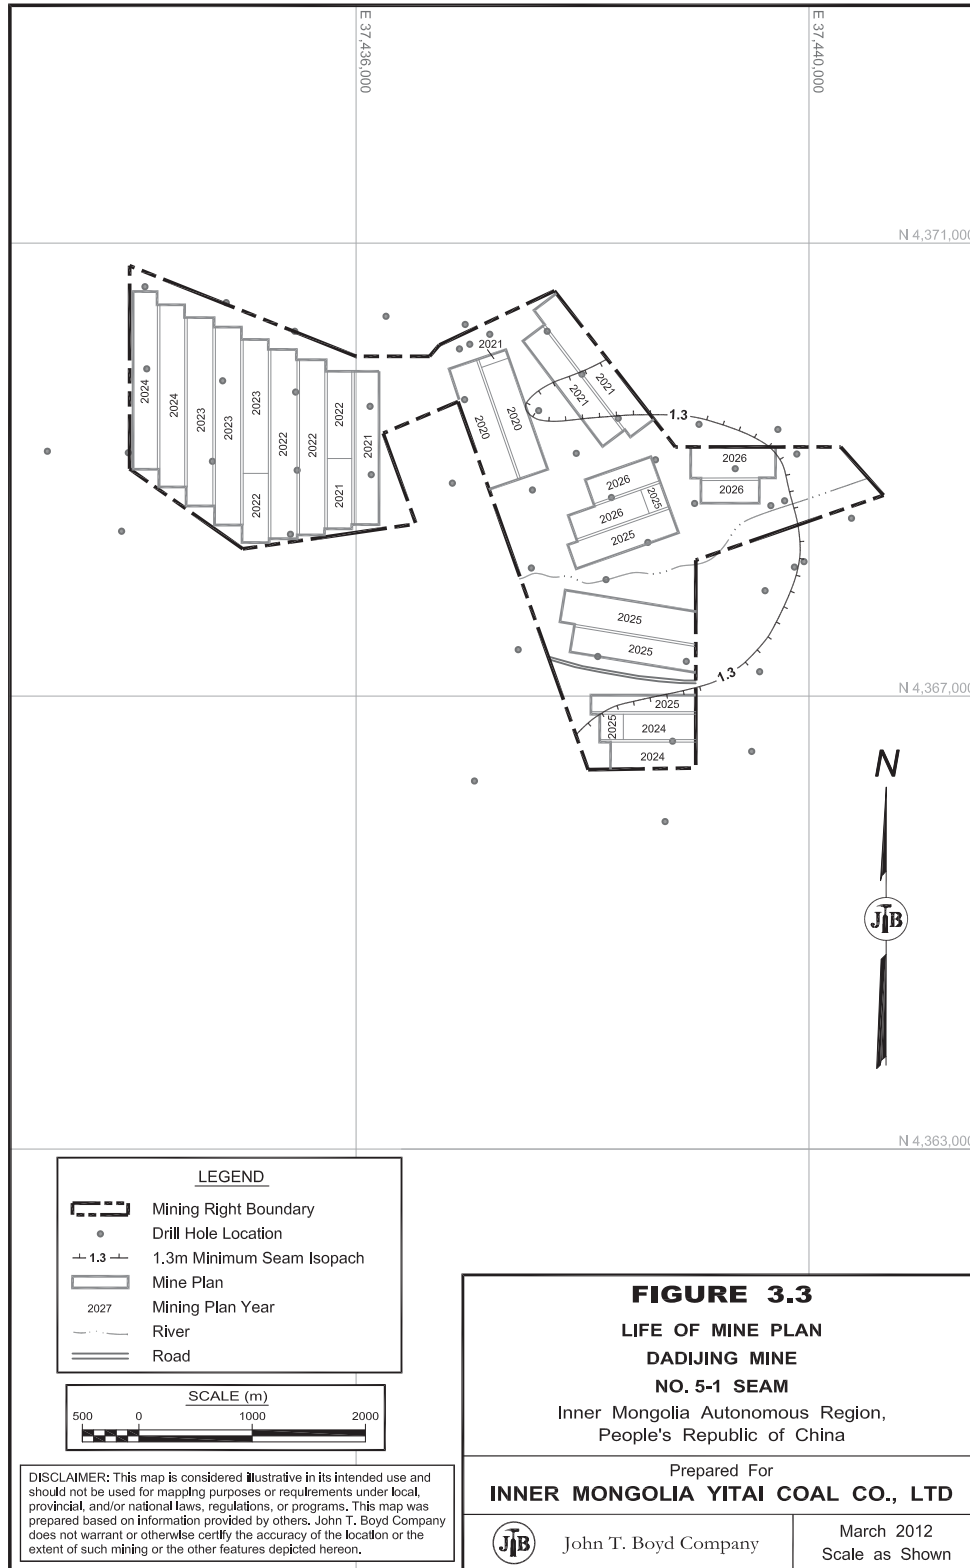 E 37,436,000
E 37,440,000
N 4,371,000
2021
2024
2024
2023
2023
2023
2022
2022
2022
2022
2021
2021
2020
2020
2021
2021
1.3
2026
2026
2026
2025
2026
2025
2025
2025
1.3
N 4,367,000
2025
2025
2024
2024
N
JTB
N 4,363,000
LEGEND
Mining Right Boundary
Drill Hole Location
1.3 1.3m Minimum Seam Isopach
Mine Plan
2027 Mining Plan Year
River
Road
SCALE (m)
500 0 1000 2000
DISCLAIMER: This map is considered illustrative in its intended use and
should not be used for mapping purposes or requirements under local,
provincial, and/or national laws, regulations, or programs. This map was
prepared based on information provided by others. John T. Boyd Company
does not warrant or otherwise certify the accuracy of the location or the
extent of such mining or the other features depicted hereon.
FIGURE 3.3
LIFE OF MINE PLAN
DADIJING MINE
NO. 5-1 SEAM
Inner Mongolia Autonomous Region,
People's Republic of China
Prepared For
INNER MONGOLIA YITAI COAL CO., LTD
JTB John T. Boyd Company
March 2012
Scale as Shown